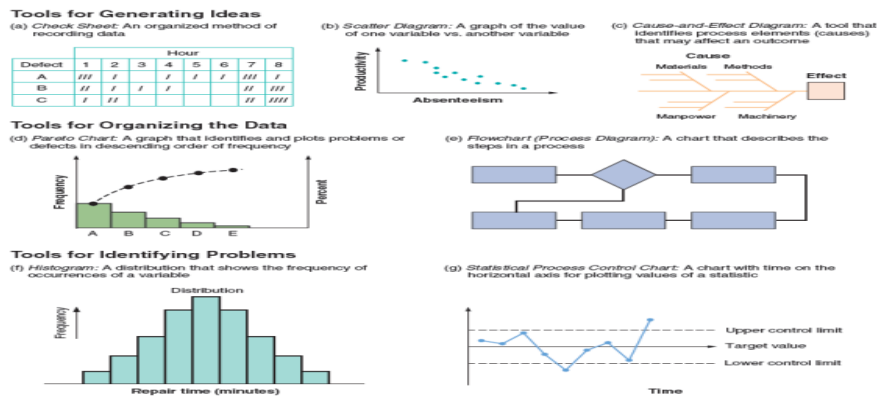 Tools for Generating Ideas
(a) Check Sheet: An organized method of
recording data
Hour
Defect 1 2 3 4 5 6 7 8
A //// / / / / //// /
B // / / / // ////
C / // // /////
(b) Scatter Diagram: A graph of the value
of one variable vs. another variable
Productivity
Absenteeism
(c) Cause-and-Effect Diagram: A tool that
identifies process elements (causes)
that may affect an outcome
Cause
Materials Methods
Effect
Manpower Machinery
Tools for Organizing the Data
(d) Pareto Chart: A graph that identifies and plots problems or
defects in descending order of frequency
Frequency
Percent
A B C D E
(e) Flowchart (Process Diagram): A chart that describes the
steps in a process
Tools for Identifying Problems
(f) Histogram: A distribution that shows the frequency of
occurrences of a variable
Distribution
Frequency
Repair time (minutes)
(g) Statistical Process Control Chart: A chart with time on the
horizontal axis for plotting values of a statistic
Upper control limit
Target value
Lower control limit
Time